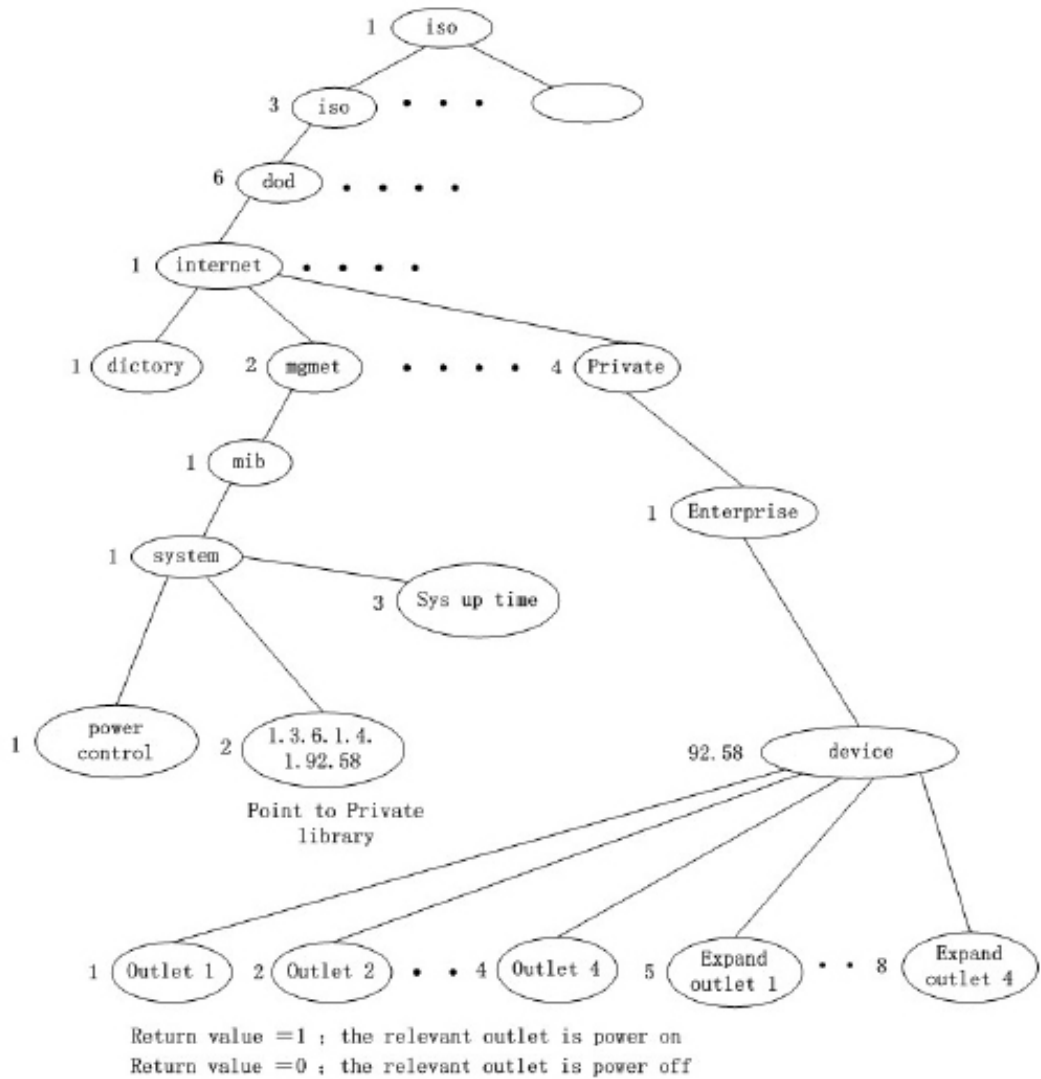 1 iso
3 iso
6 dod
1 internet
1 dictory 2 mgmet 4 Private
1 mib
1 Enterprise
1 system
3 Sys up time
1 power
control
2 1.3.6.1.4.
1.92.58
92.58 device
Point to Private
library
1 Outlet 1 2 Outlet 2 4 Outlet 4 5 Expand
outlet 1 8 Expand
outlet 4
Return value =1 ; the relevant outlet is power on
Return value =0 ; the relevant outlet is power off